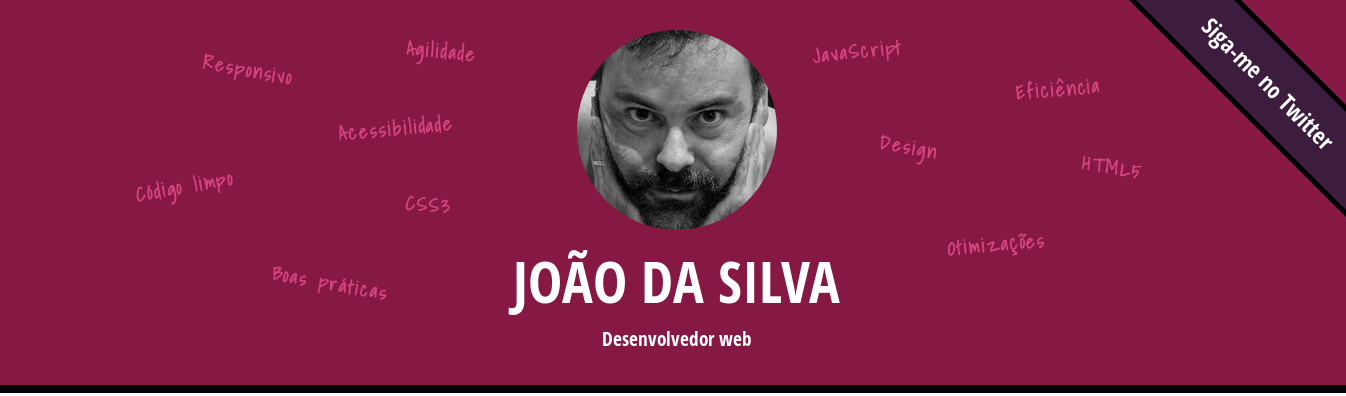 Siga-me no Twitter
Agilidade
JavaScript
Responsivo
Eficiência
Acessibilidade
Design
HTML5
Código limpo
CSS3
Otimizações
Boas práticas
JOÃO DA SILVA
Desenvolvedor web